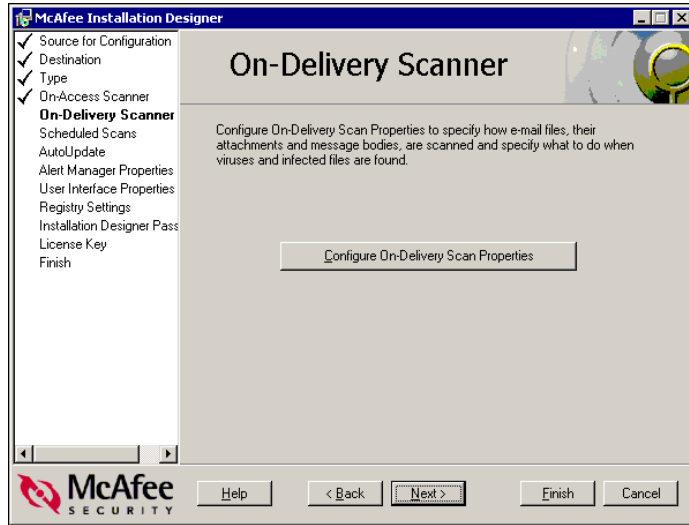 McAfee Installation Designer
Source for Configuration
Destination
Type
On-Access Scanner
On-Delivery Scanner
Scheduled Scans
AutoUpdate
Alert Manager Properties
User Interface Properties
Registry Settings
Installation Designer Pass
License Key
Finish
On-Delivery Scanner
Configure On-Delivery Scan Properties to specify how e-mail files, their
attachments and message bodies, are scanned and specify what to do when
viruses and infected files are found.
Configure On-Delivery Scan Properties
McAfee
SECURITY
Help
< Back
Next >
Finish
Cancel